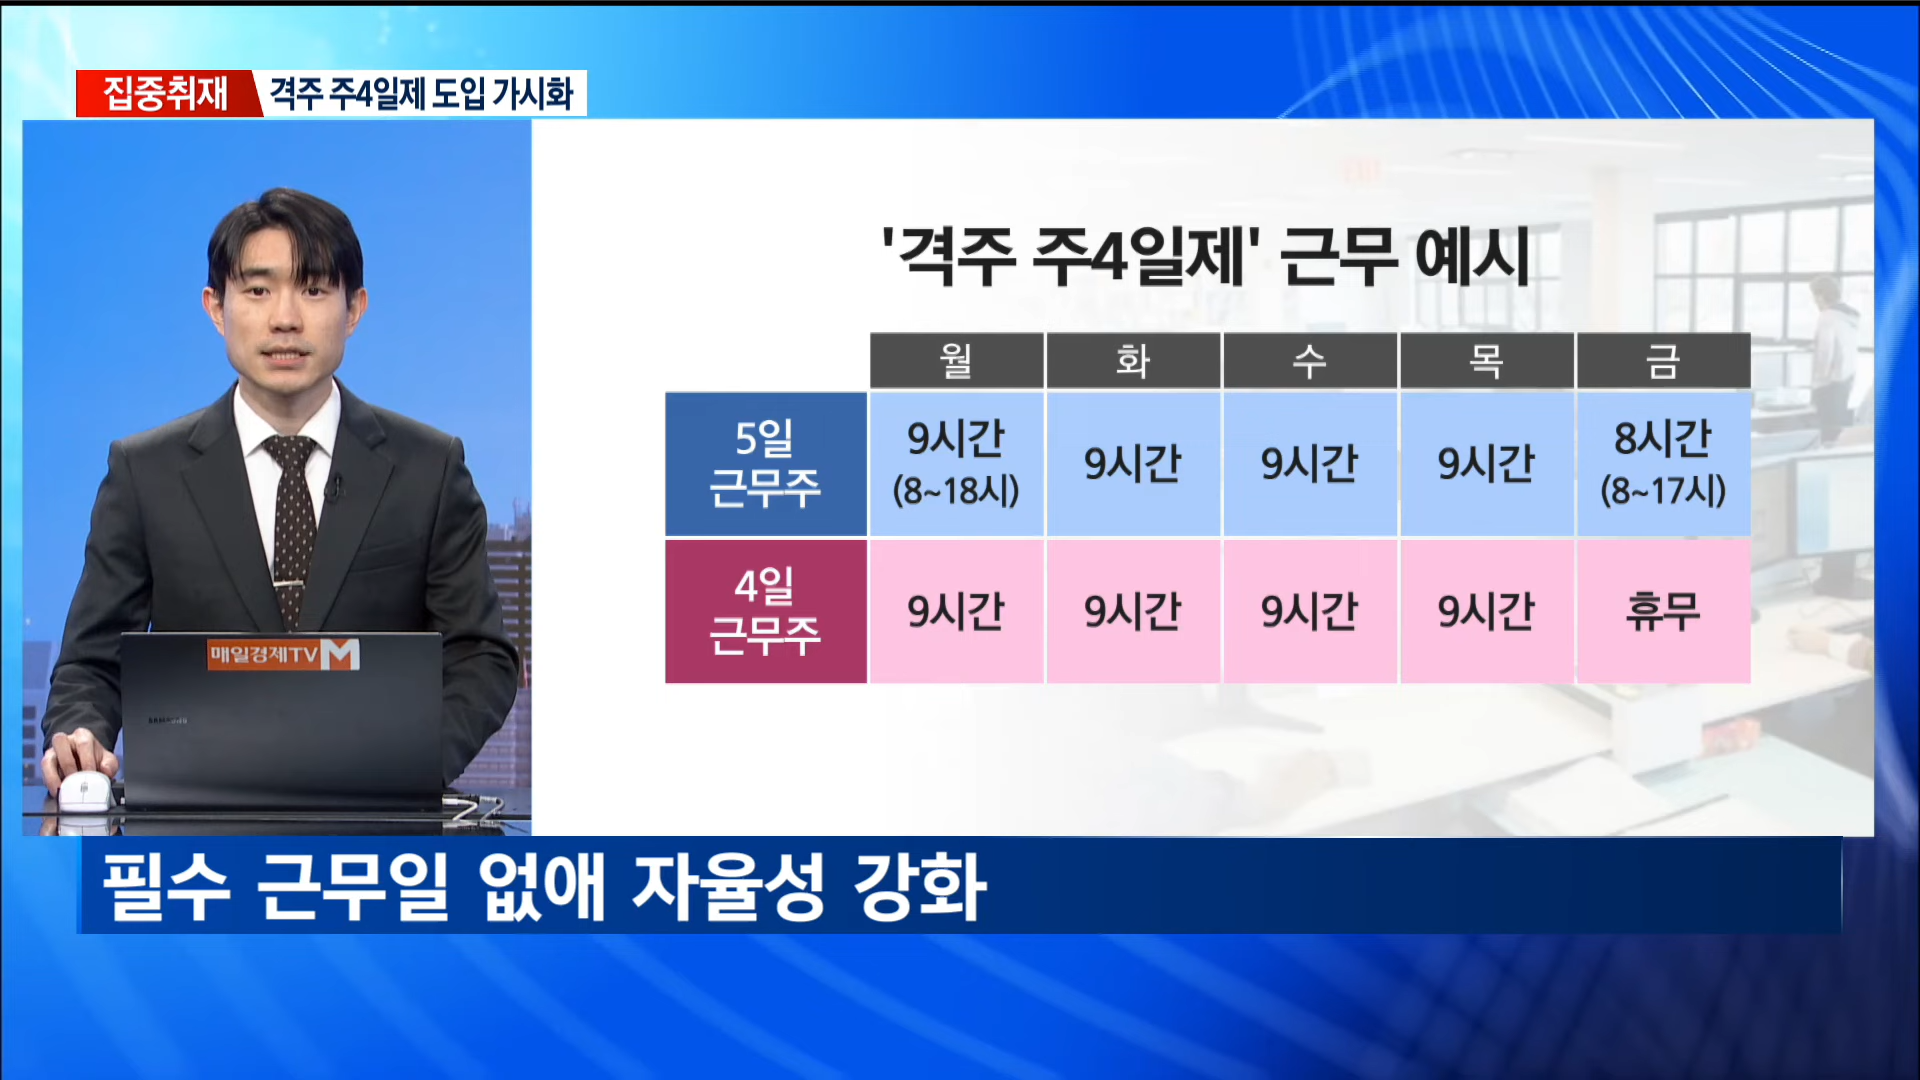 집중취재 격주 주4일제 도입 가시화
'격주 주4일제' 근무 예시
월 화 수 목 금
5일
근무주
9시간
(8~18시)
9시간
9시간
9시간
8시간
(8~17시)
4일
근무주
9시간
9시간
9시간
9시간
휴무
매일경제TV M
SAMSUNG
필수 근무일 없애 자율성 강화